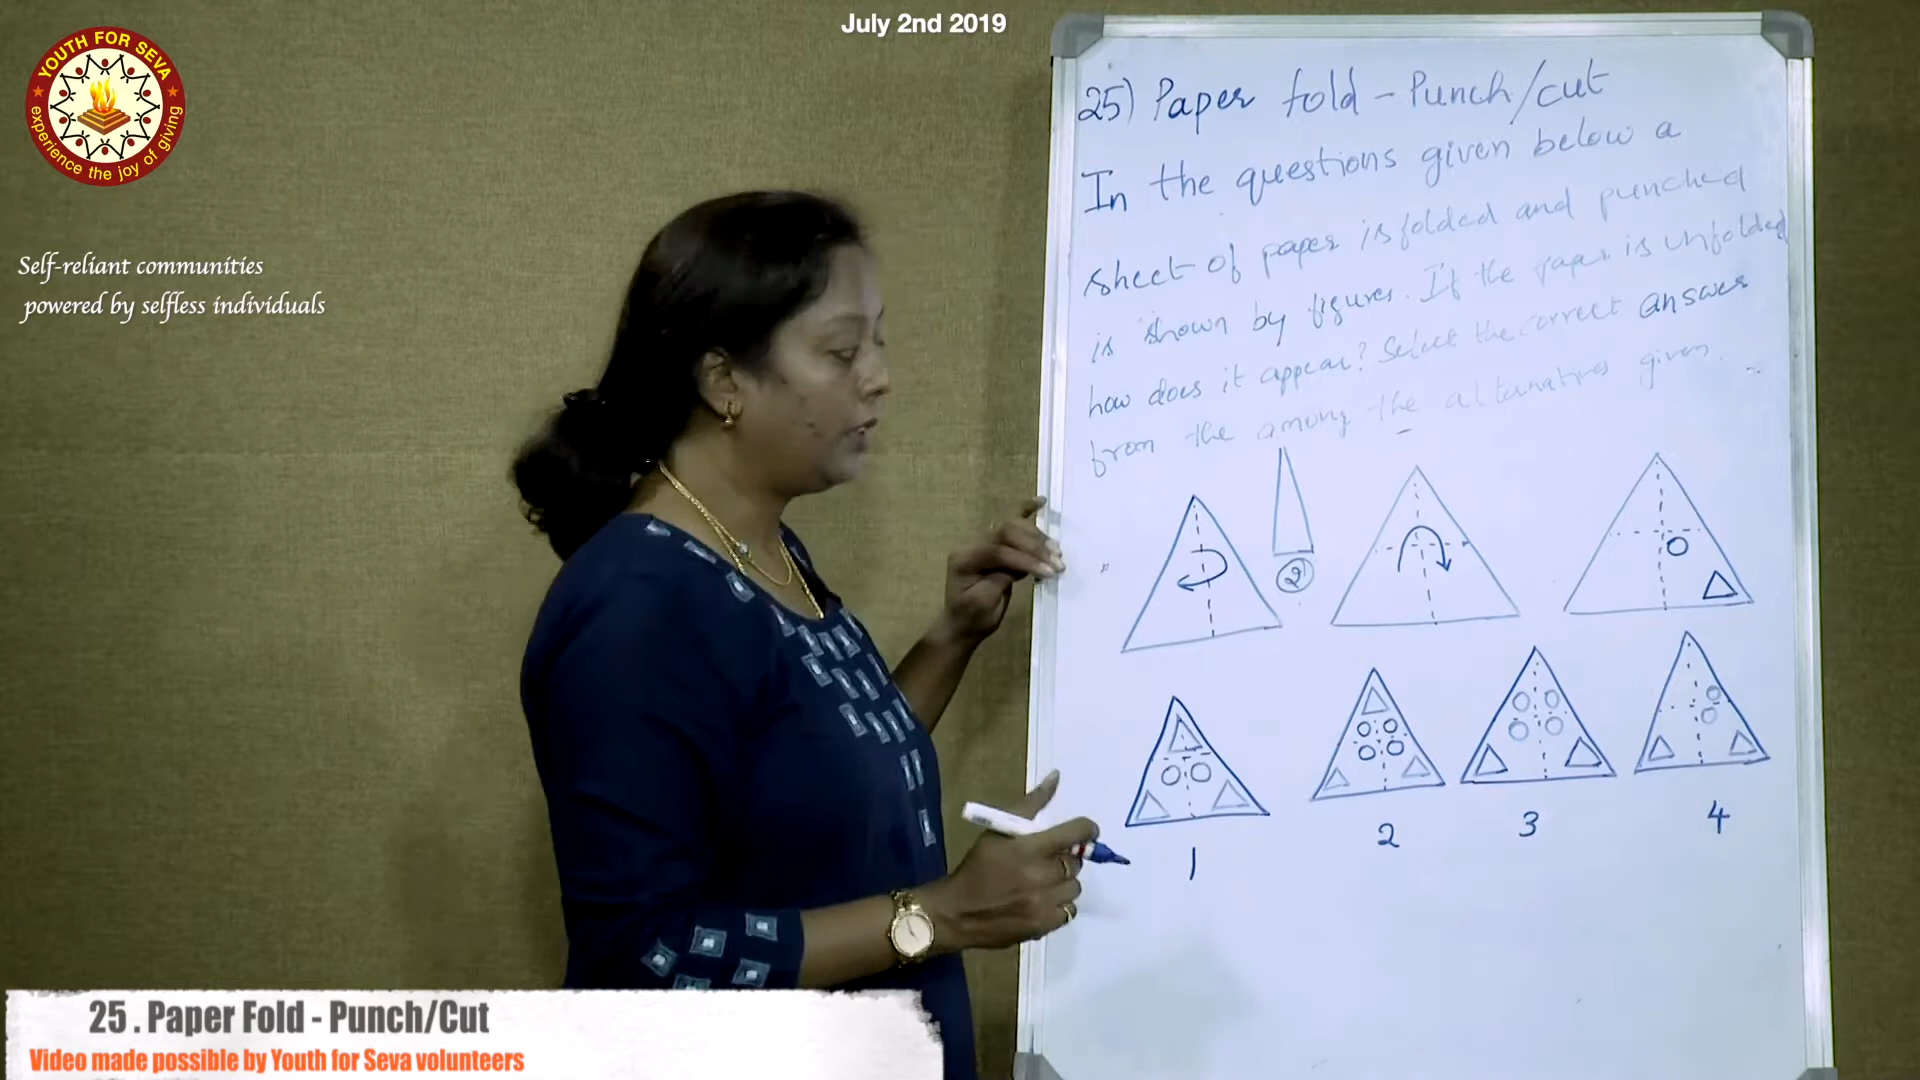 July 2nd 2019
YOUTH FOR SEVA
experience the joy of giving
Self-reliant communities
powered by selfless individuals
25) Paper fold - Punch/cut
In the questions given below a
sheet of paper is folded and punched
is shown by figures. If the paper is unfolded
how does it appear? Select the correct answer
from the among the altanatives given.
2
1
2
3
4
25 . Paper Fold - Punch/Cut
Video made possible by Youth for Seva volunteers